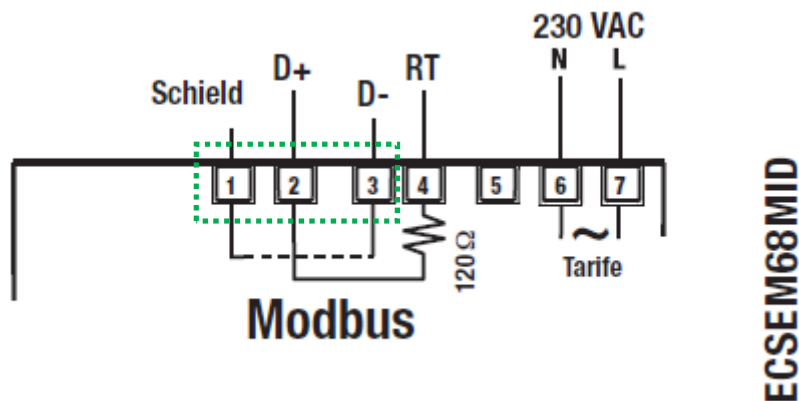 230 VAC
N L
Schield D+ D- RT
1 2 3 4 5 6 7
120 Ω
~
Tarife
Modbus
ECSEM68MID